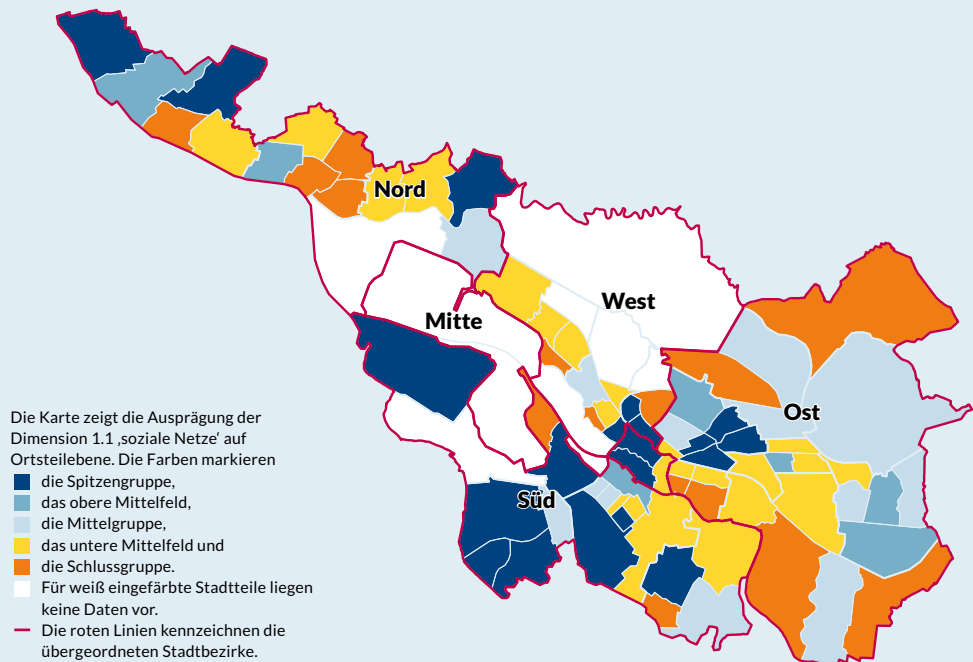 Nord
West
Mitte
Ost
Süd
Die Karte zeigt die Ausprägung der
Dimension 1.1 ‚soziale Netze‘ auf
Ortsteilebene. Die Farben markieren
die Spitzengruppe,
das obere Mittelfeld,
die Mittelgruppe,
das untere Mittelfeld und
die Schlussgruppe.
Für weiß eingefärbte Stadtteile liegen
keine Daten vor.
Die roten Linien kennzeichnen die
übergeordneten Stadtbezirke.